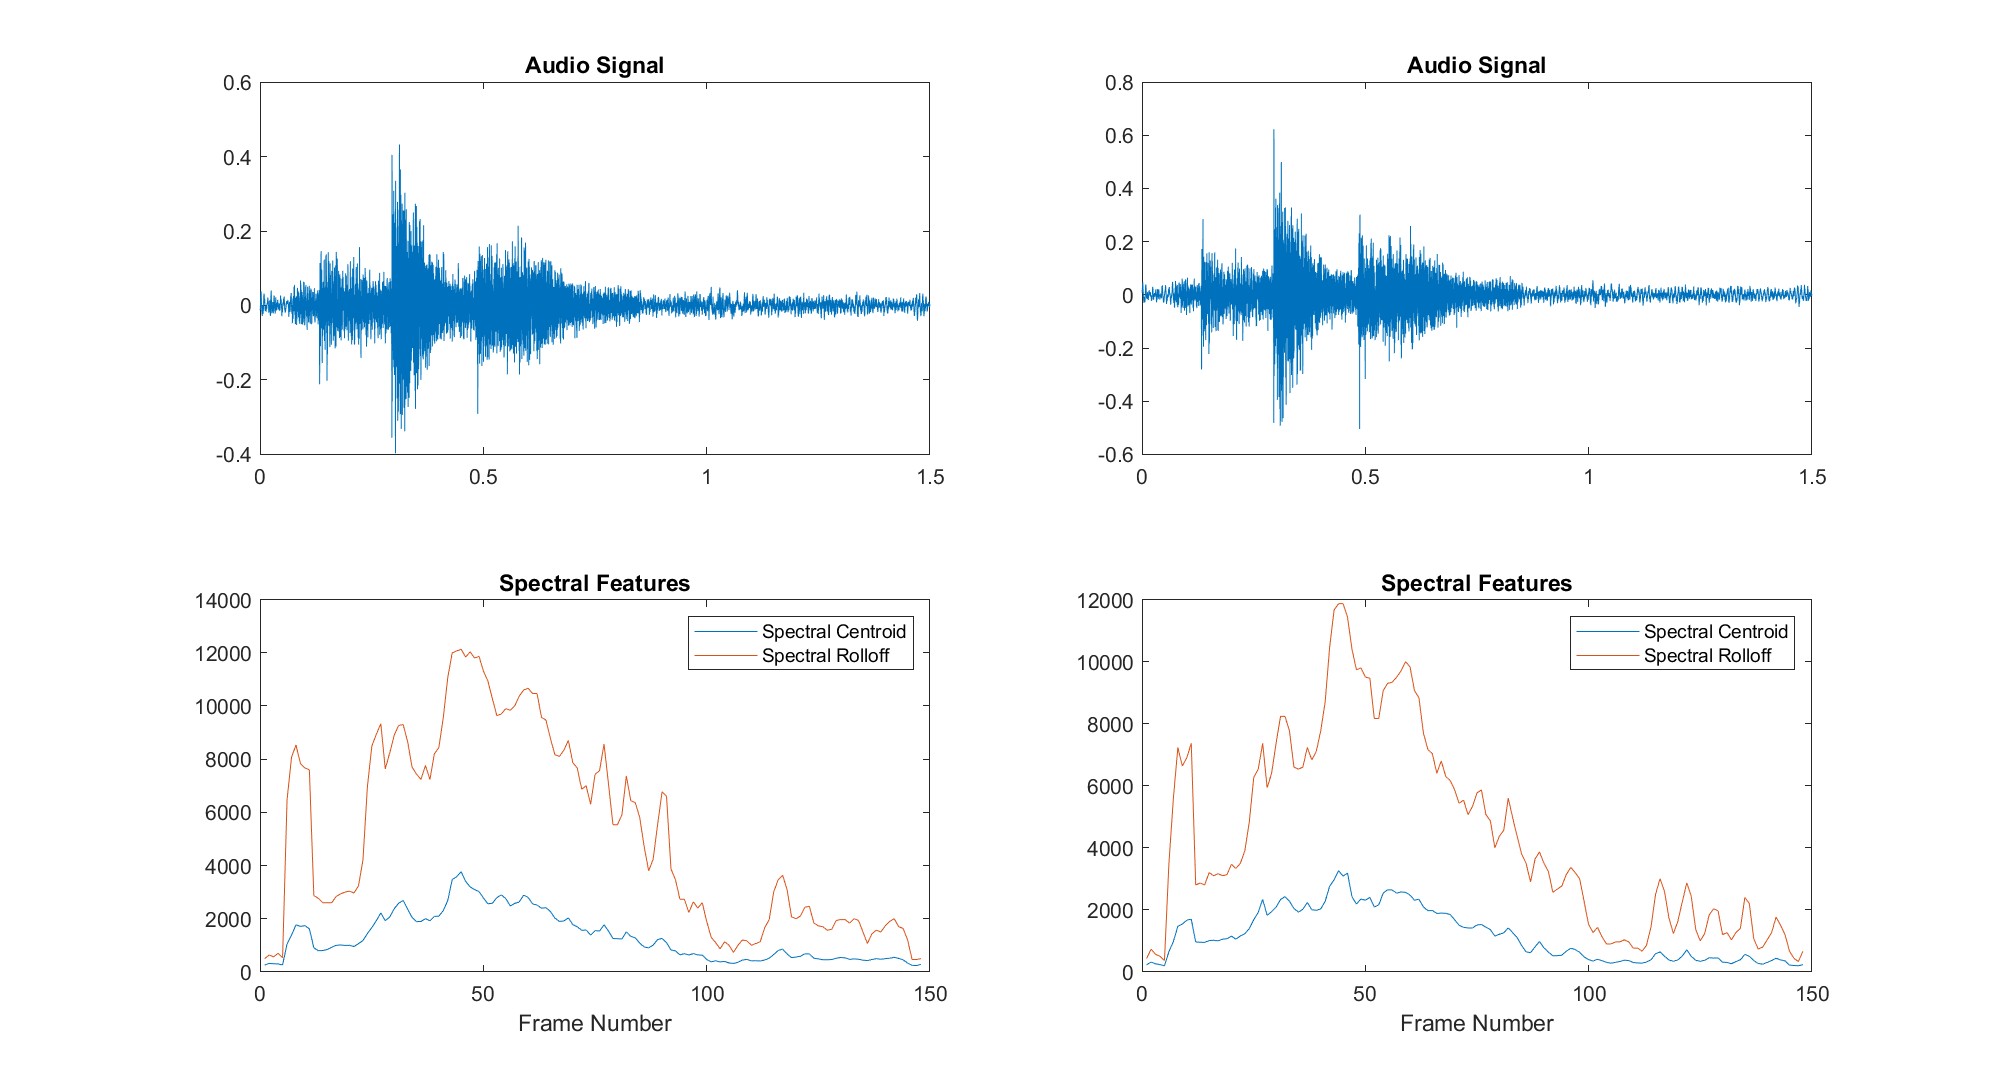 Audio Signal
0.6
0.4
0.2
0
-0.2
-0.4
0 0.5 1 1.5
Audio Signal
0.8
0.6
0.4
0.2
0
-0.2
-0.4
-0.6
0 0.5 1 1.5
Spectral Features
14000
12000
10000
8000
6000
4000
2000
0
Spectral Centroid
Spectral Rolloff
0 50 100 150
Frame Number
Spectral Features
12000
10000
8000
6000
4000
2000
0
Spectral Centroid
Spectral Rolloff
0 50 100 150
Frame Number